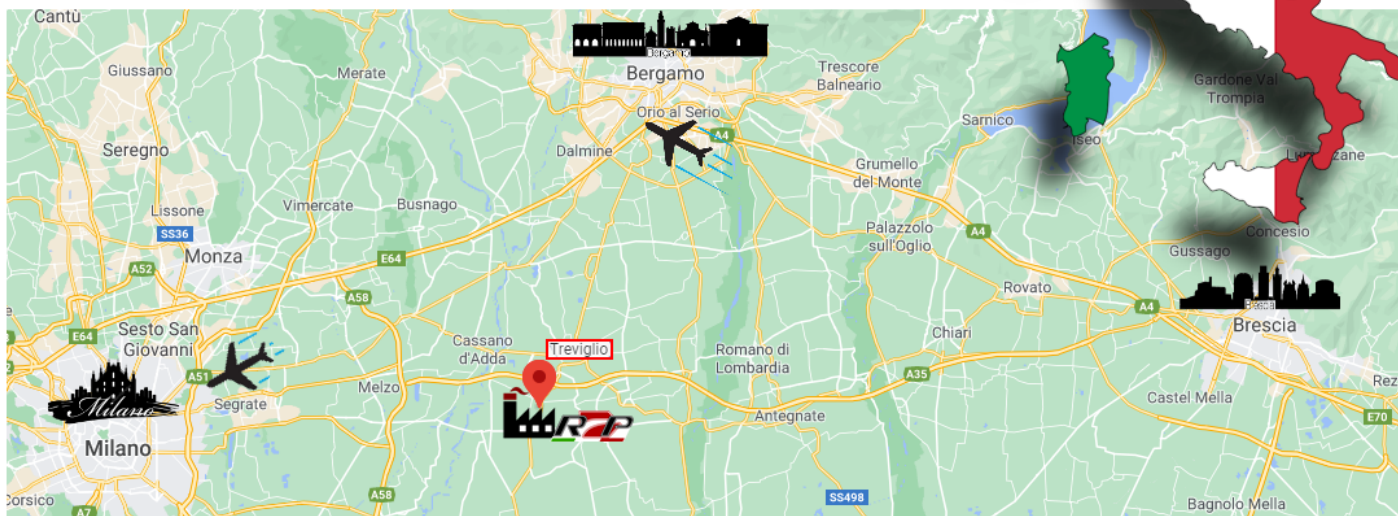 Cantù
Giussano
Merate
Bergamo
Bergamo
Trescore
Balneario
Gardone Val
Trompia
Orio al Serio
A4
Sarnico
Iseo
Seregno
Dalmine
Grumello
del Monte
Lissone
Vimercate
Busnago
SS36
Monza
Palazzolo
sull'Oglio
A4
Concesio
Gussago
A52
E64
A58
Rovato
A4
Brescia
Brescia
E64
Sesto San
Giovanni
Cassano
d'Adda
Treviglio
Romano di
Lombardia
Chiari
A51
Segrate
Melzo
A35
Milano
Antegnate
Castel Mella
E70
R2P
Milano
A58
SS498
Bagnolo Mella
Corsico
A7